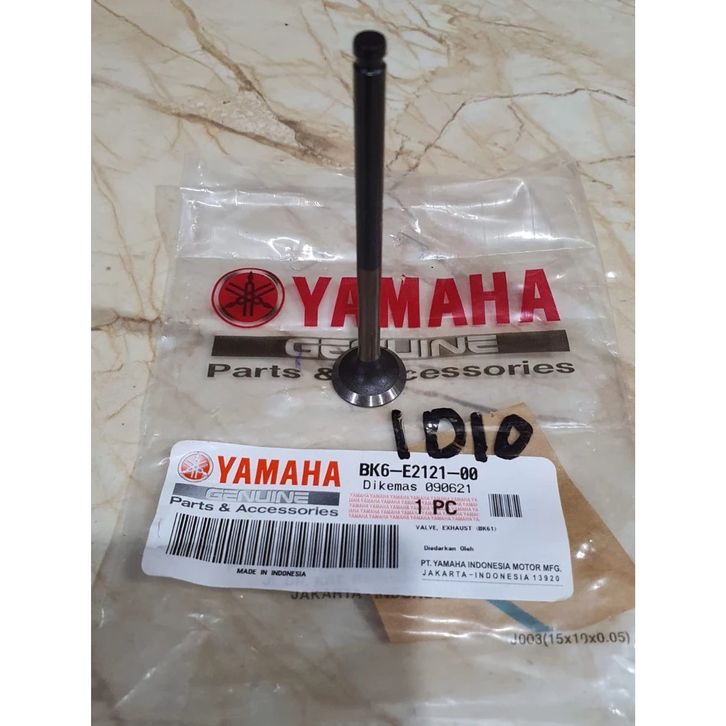 YAMAHA
GENUINE
Parts & Accessories
1D10
YAMAHA
GENUINE
Parts & Accessories
BK6-E2121-00
Dikemas 090621
1 PC
VALVE, EXHAUST (BK61)
Diedarkan Oleh
PT. YAMAHA INDONESIA MOTOR MFG.
JAKARTA-INDONESIA 13920
MADE IN INDONESIA
J003(15x10x0.05)